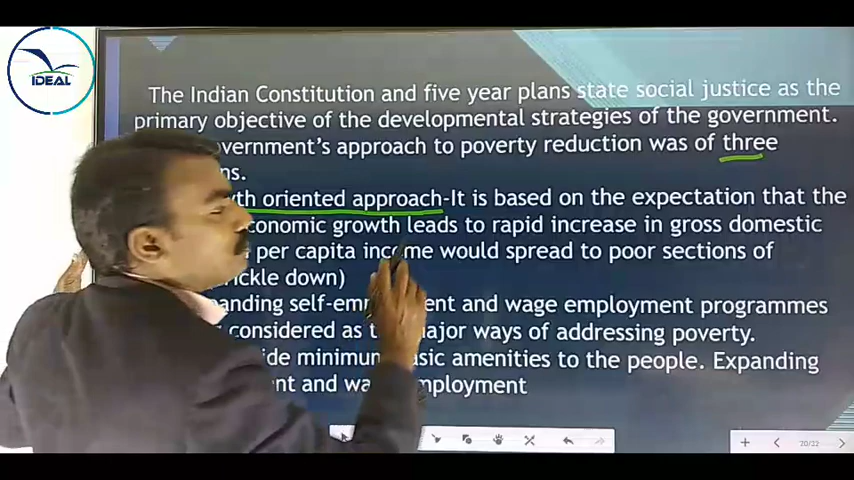 IDEAL
The Indian Constitution and five year plans state social justice as the
primary objective of the developmental strategies of the government.
overnment's approach to poverty reduction was of three
ns.
th oriented approach-It is based on the expectation that the
conomic growth leads to rapid increase in gross domestic
per capita income would spread to poor sections of
rickle down)
panding self-em ent and wage employment programmes
considered as t major ways of addressing poverty.
ide minimum asic amenities to the people. Expanding
ent and wa mployment
20/22